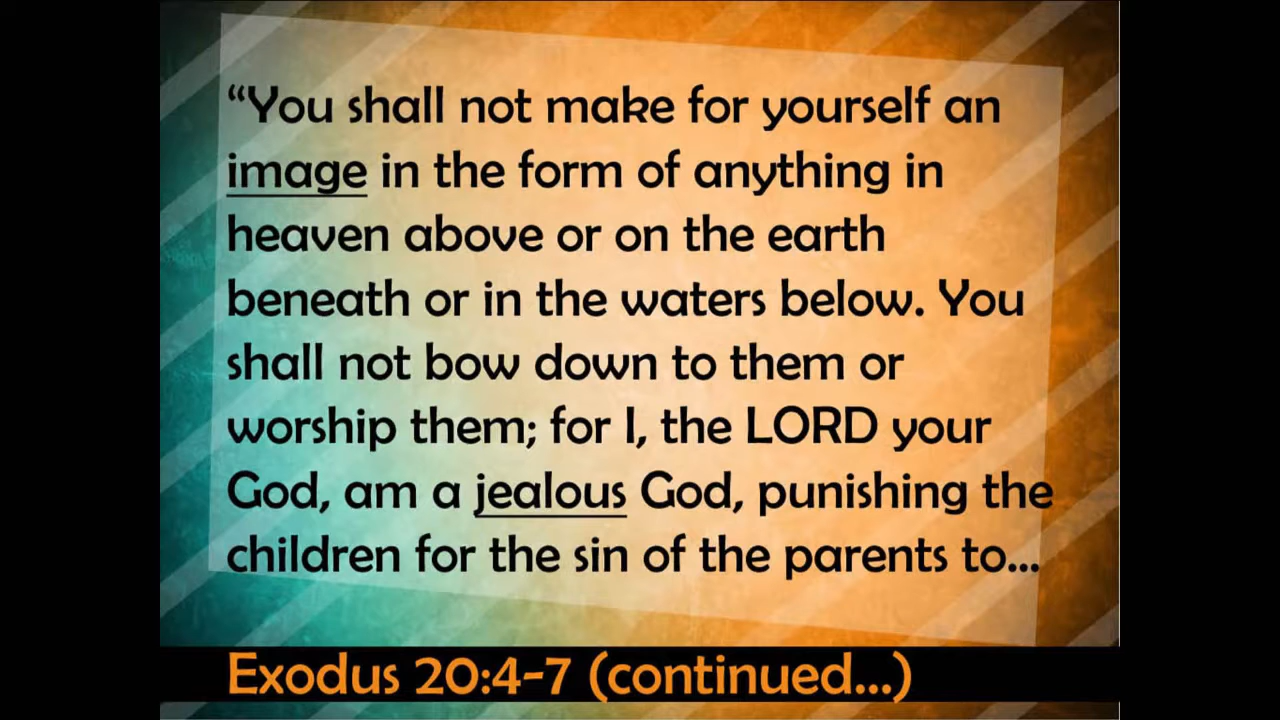 “You shall not make for yourself an
image in the form of anything in
heaven above or on the earth
beneath or in the waters below. You
shall not bow down to them or
worship them; for I, the LORD your
God, am a jealous God, punishing the
children for the sin of the parents to...
Exodus 20:4-7 (continued...)